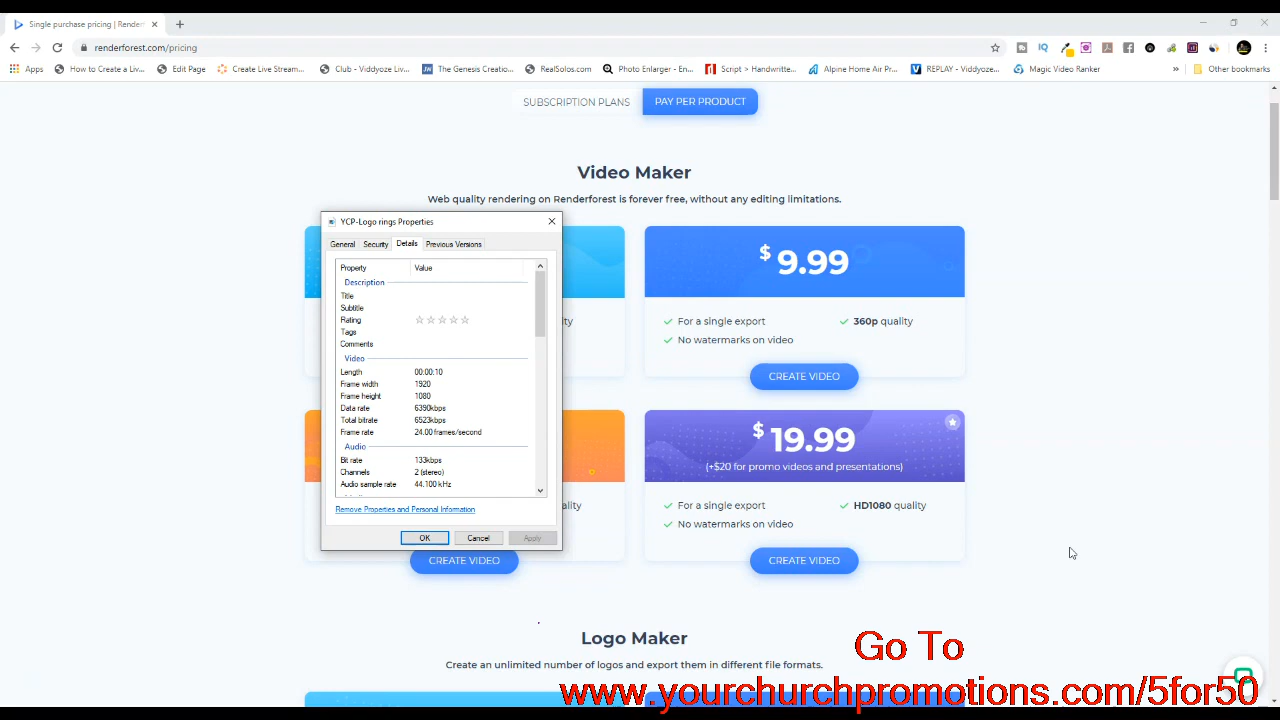 Single purchase pricing | Renderf
renderforest.com/pricing
Apps
How to Create a Liv...
Edit Page
Create Live Stream...
Club - Viddyoze Liv...
The Genesis Creatio...
RealSolos.com
Photo Enlarger - En...
Script > Handwritte...
Alpine Home Air Pr...
REPLAY - Viddyoze...
Magic Video Ranker
»
Other bookmarks
SUBSCRIPTION PLANS
PAY PER PRODUCT
Video Maker
Web quality rendering on Renderforest is forever free, without any editing limitations.
YCP-Logo rings Properties
General Security Details Previous Versions
Property Value
Description
Title
Subtitle
Rating
Tags
Comments
Video
Length 00:00:10
Frame width 1920
Frame height 1080
Data rate 6390kbps
Total bitrate 6523kbps
Frame rate 24.00 frames/second
Audio
Bit rate 133kbps
Channels 2 (stereo)
Audio sample rate 44.100 kHz
Remove Properties and Personal Information
OK Cancel Apply
ity
$ 9.99
For a single export
360p quality
No watermarks on video
CREATE VIDEO
ality
CREATE VIDEO
$ 19.99
(+$20 for promo videos and presentations)
For a single export
HD1080 quality
No watermarks on video
CREATE VIDEO
Logo Maker
Create an unlimited number of logos and export them in different file formats.
Go To
www.yourchurchpromotions.com/5for50